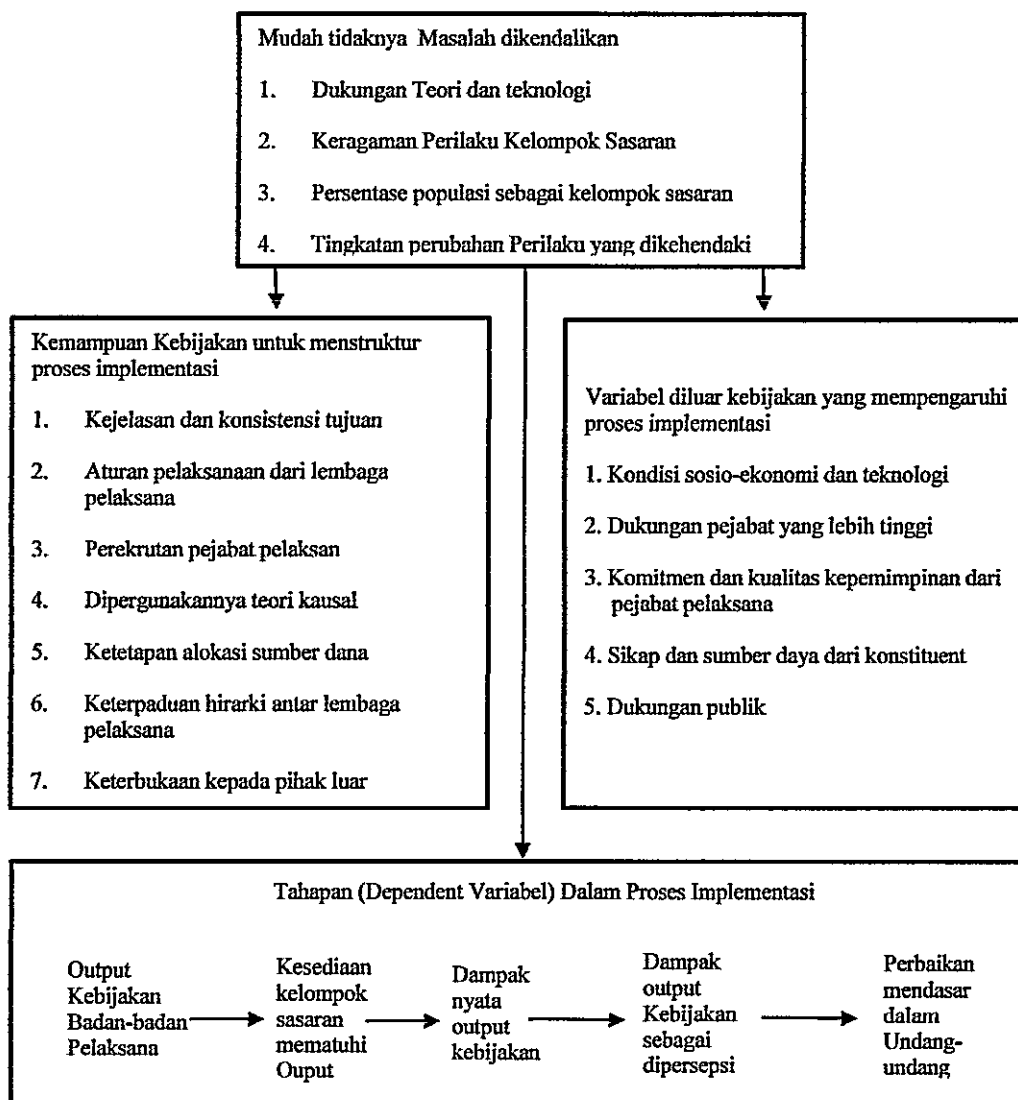 Mudah tidaknya Masalah dikendalikan
1. Dukungan Teori dan teknologi
2. Keragaman Perilaku Kelompok Sasaran
3. Persentase populasi sebagai kelompok sasaran
4. Tingkatan perubahan Perilaku yang dikehendaki
Kemampuan Kebijakan untuk menstruktur
proses implementasi
1. Kejelasan dan konsistensi tujuan
2. Aturan pelaksanaan dari lembaga
pelaksana
3. Perekrutan pejabat pelaksan
4. Dipergunakannya teori kausal
5. Ketetapan alokasi sumber dana
6. Keterpaduan hirarki antar lembaga
pelaksana
7. Keterbukaan kepada pihak luar
Variabel diluar kebijakan yang mempengaruhi
proses implementasi
1. Kondisi sosio-ekonomi dan teknologi
2. Dukungan pejabat yang lebih tinggi
3. Komitmen dan kualitas kepemimpinan dari
pejabat pelaksana
4. Sikap dan sumber daya dari konstituent
5. Dukungan publik
Tahapan (Dependent Variabel) Dalam Proses Implementasi
Output
Kebijakan
Badan-badan
Pelaksana
Kesediaan
kelompok
sasaran
mematuhi
Ouput
Dampak
nyata
output
kebijakan
Dampak
output
Kebijakan
sebagai
dipersepsi
Perbaikan
mendasar
dalam
Undang-
undang